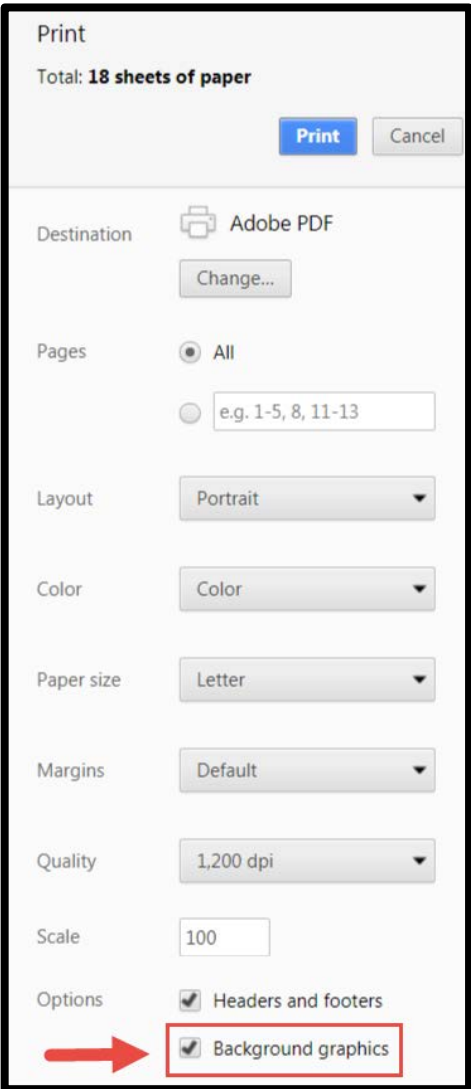 Print
Total: 18 sheets of paper
Print Cancel
Destination Adobe PDF
Change...
Pages All
e.g. 1-5, 8, 11-13
Layout Portrait
Color Color
Paper size Letter
Margins Default
Quality 1,200 dpi
Scale 100
Options Headers and footers
Background graphics